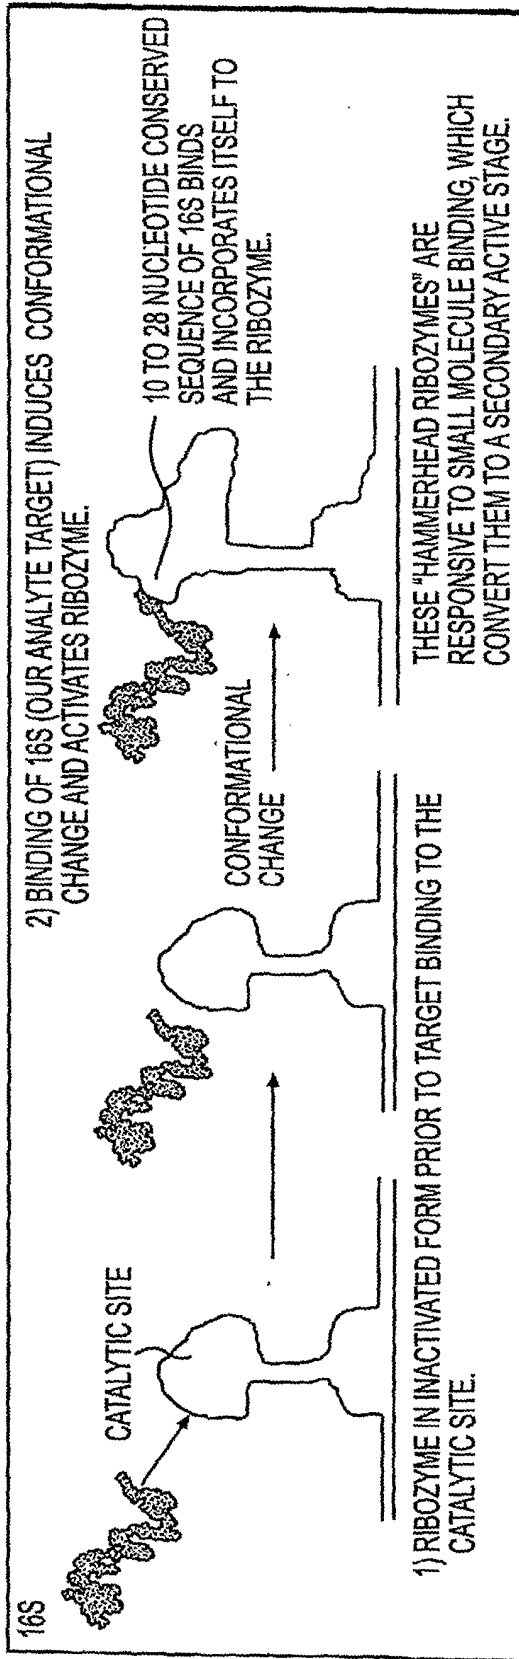 16S
CATALYTIC SITE
1) RIBOZYME IN INACTIVATED FORM PRIOR TO TARGET BINDING TO THE
CATALYTIC SITE.
2) BINDING OF 16S (OUR ANALYTE TARGET) INDUCES CONFORMATIONAL
CHANGE AND ACTIVATES RIBOZYME.
CONFORMATIONAL
CHANGE
10 TO 28 NUCLEOTIDE CONSERVED
SEQUENCE OF 16S BINDS
AND INCORPORATES ITSELF TO
THE RIBOZYME.
THESE "HAMMERHEAD RIBOZYMES" ARE
RESPONSIVE TO SMALL MOLECULE BINDING, WHICH
CONVERT THEM TO A SECONDARY ACTIVE STAGE.